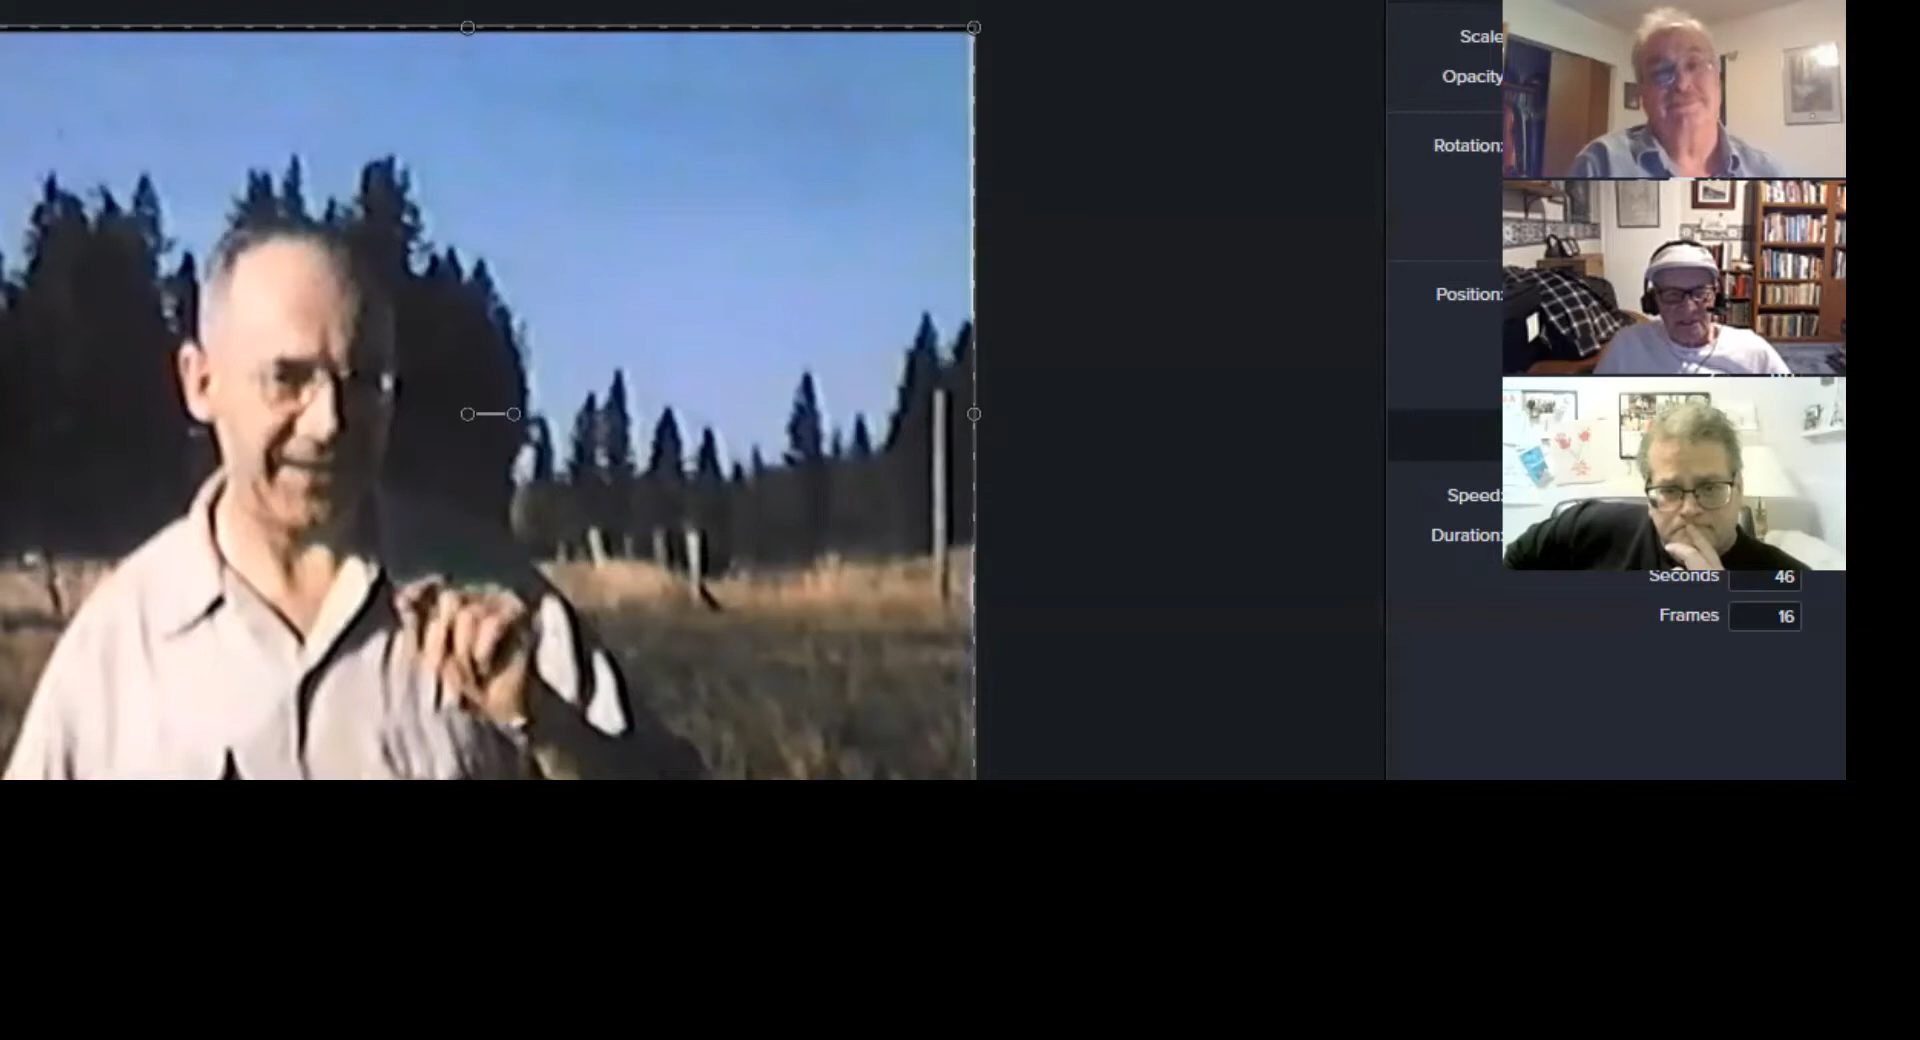 Scale
Opacity
Rotation:
Position:
Speed:
Duration:
Seconds 46
Frames 16